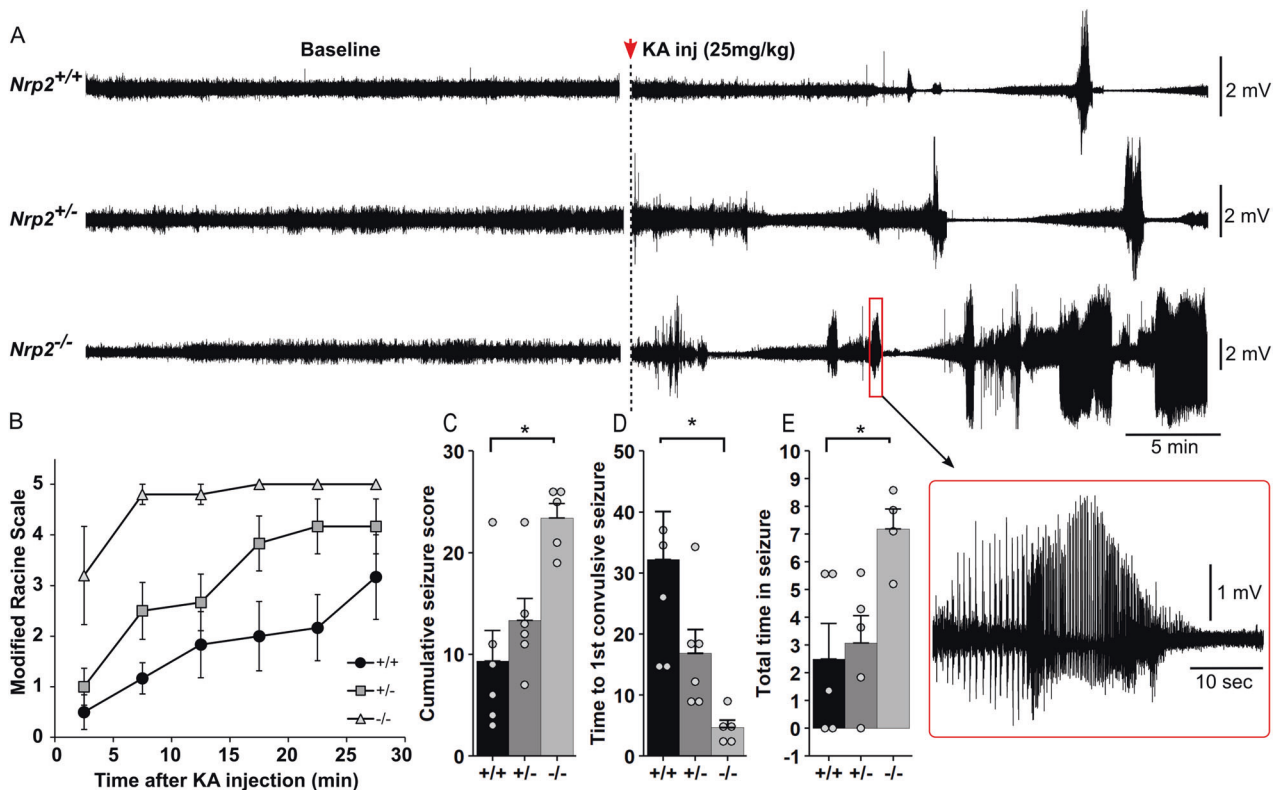 A
Baseline
KA inj (25mg/kg)
Nrp2+/+
2 mV
Nrp2+/-
2 mV
Nrp2-/-
2 mV
5 min
B
Modified Racine Scale
5
4
3
2
1
0
0 5 10 15 20 25 30
Time after KA injection (min)
+/+
+/-
-/-
C
*
Cumulative seizure score
30
20
10
0
+/+ +/- -/-
D
*
Time to 1st convulsive seizure
50
40
30
20
10
0
+/+ +/- -/-
E
*
Total time in seizure
10
9
8
7
6
5
4
3
2
1
0
-1
+/+ +/- -/-
1 mV
10 sec